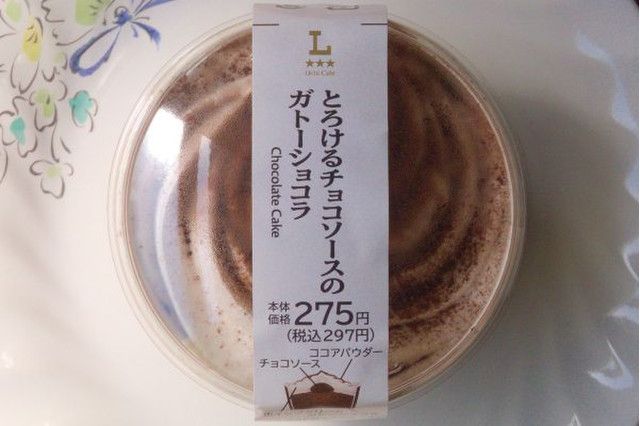 L
★★★
Uchi Café
とろけるチョコソースの
ガトーショコラ
Chocolate Cake
本体
価格 275円
(税込297円)
ココアパウダー
チョコソース